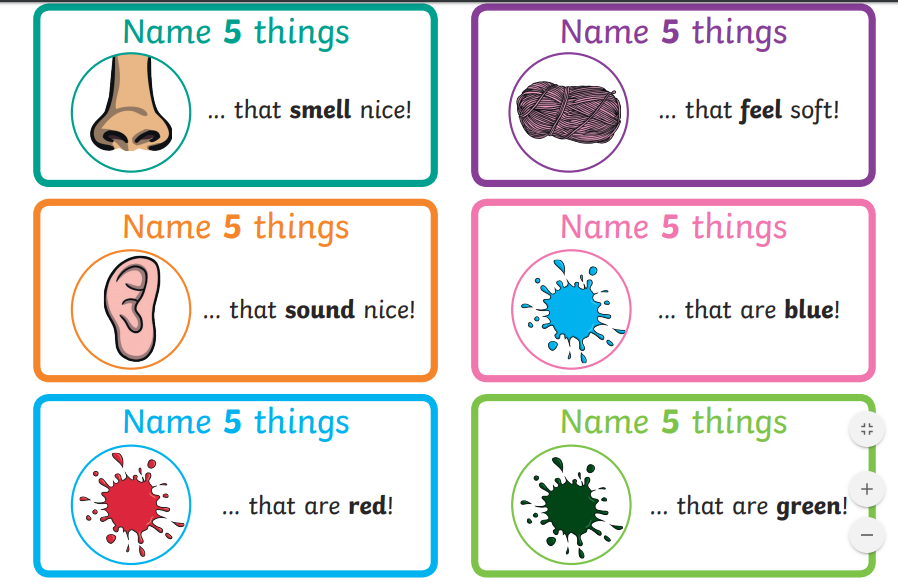 Name 5 things
... that smell nice!
Name 5 things
... that feel soft!
Name 5 things
... that sound nice!
Name 5 things
... that are blue!
Name 5 things
... that are red!
Name 5 things
... that are green!